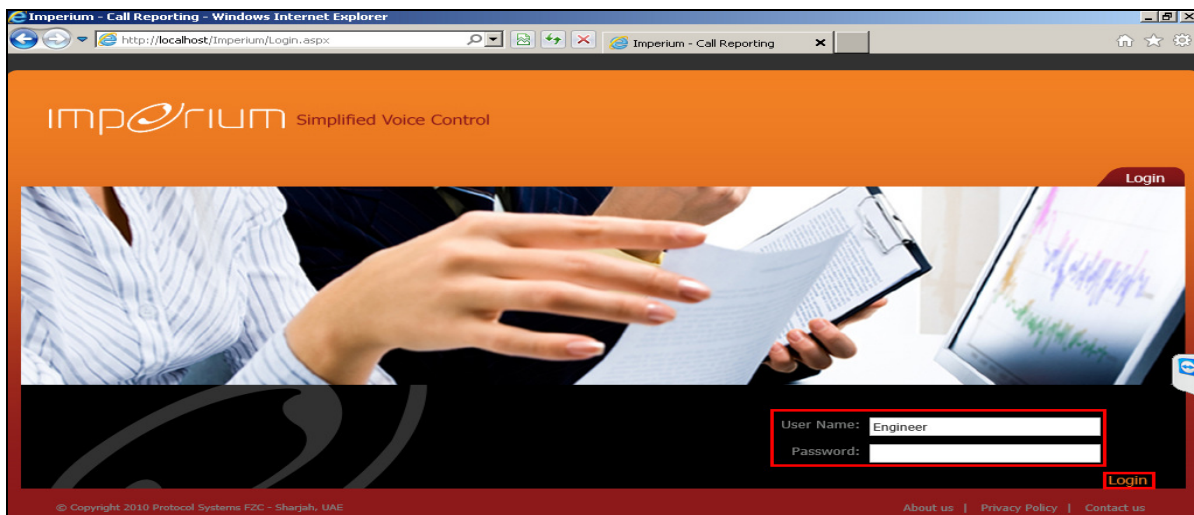 Imperium - Call Reporting - Windows Internet Explorer
http://localhost/Imperium/Login.aspx
Imperium - Call Reporting
imperium Simplified Voice Control
Login
User Name: Engineer
Password:
Login
© Copyright 2010 Protocol Systems FZC - Sharjah, UAE
About us | Privacy Policy | Contact us